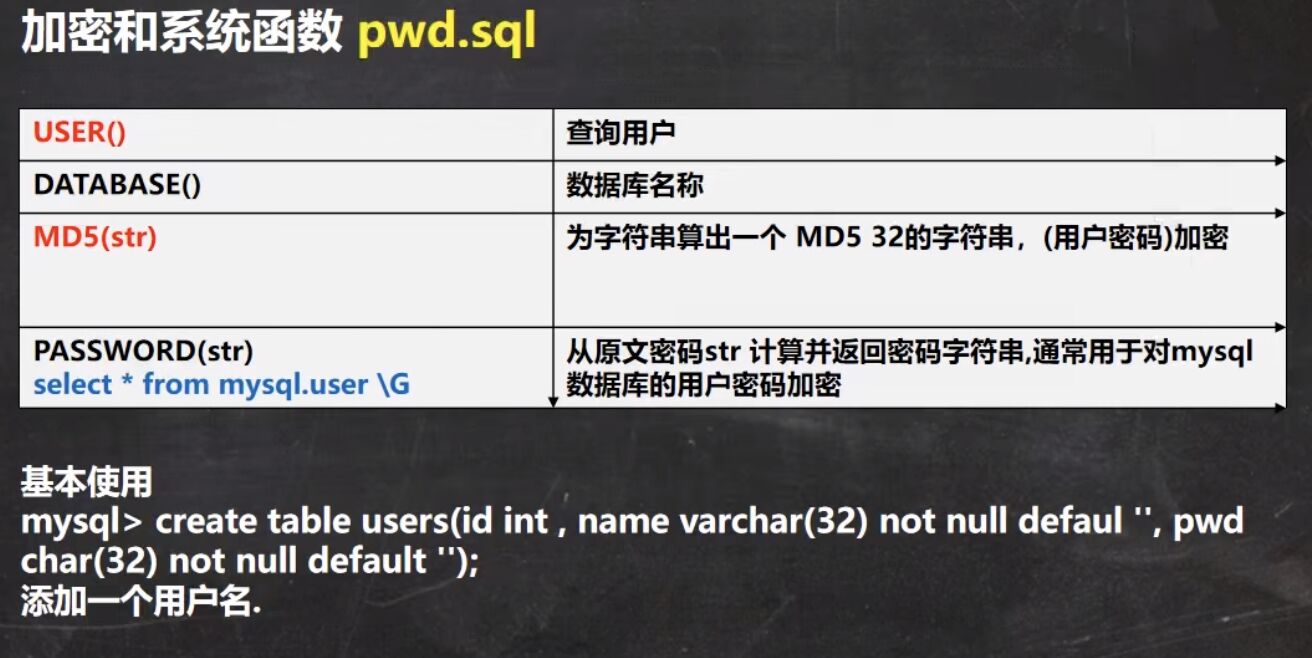 加密和系统函数 pwd.sql
USER()
查询用户
DATABASE()
数据库名称
MD5(str)
为字符串算出一个 MD5 32的字符串，(用户密码)加密
PASSWORD(str)
select * from mysql.user \G
从原文密码str 计算并返回密码字符串,通常用于对mysql
数据库的用户密码加密
基本使用
mysql> create table users(id int , name varchar(32) not null defaul '', pwd
char(32) not null default '');
添加一个用户名.